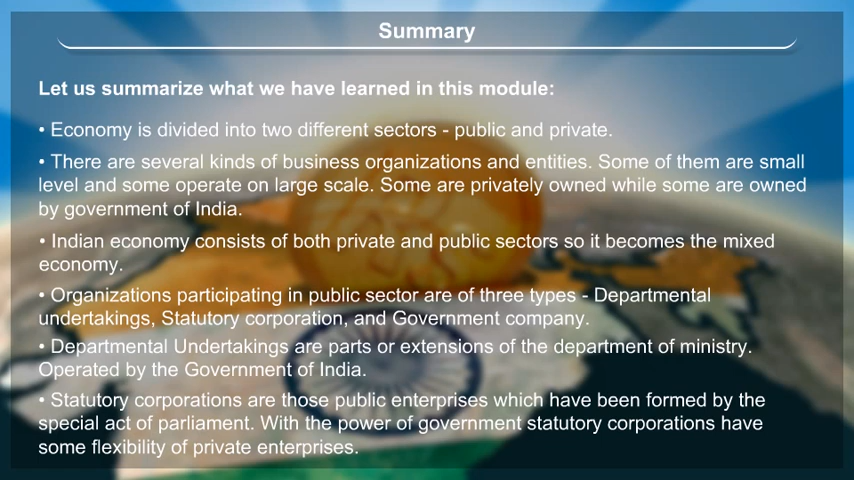 Summary
Let us summarize what we have learned in this module:
• Economy is divided into two different sectors - public and private.
• There are several kinds of business organizations and entities. Some of them are small
level and some operate on large scale. Some are privately owned while some are owned
by government of India.
• Indian economy consists of both private and public sectors so it becomes the mixed
economy.
• Organizations participating in public sector are of three types - Departmental
undertakings, Statutory corporation, and Government company.
• Departmental Undertakings are parts or extensions of the department of ministry.
Operated by the Government of India.
• Statutory corporations are those public enterprises which have been formed by the
special act of parliament. With the power of government statutory corporations have
some flexibility of private enterprises.